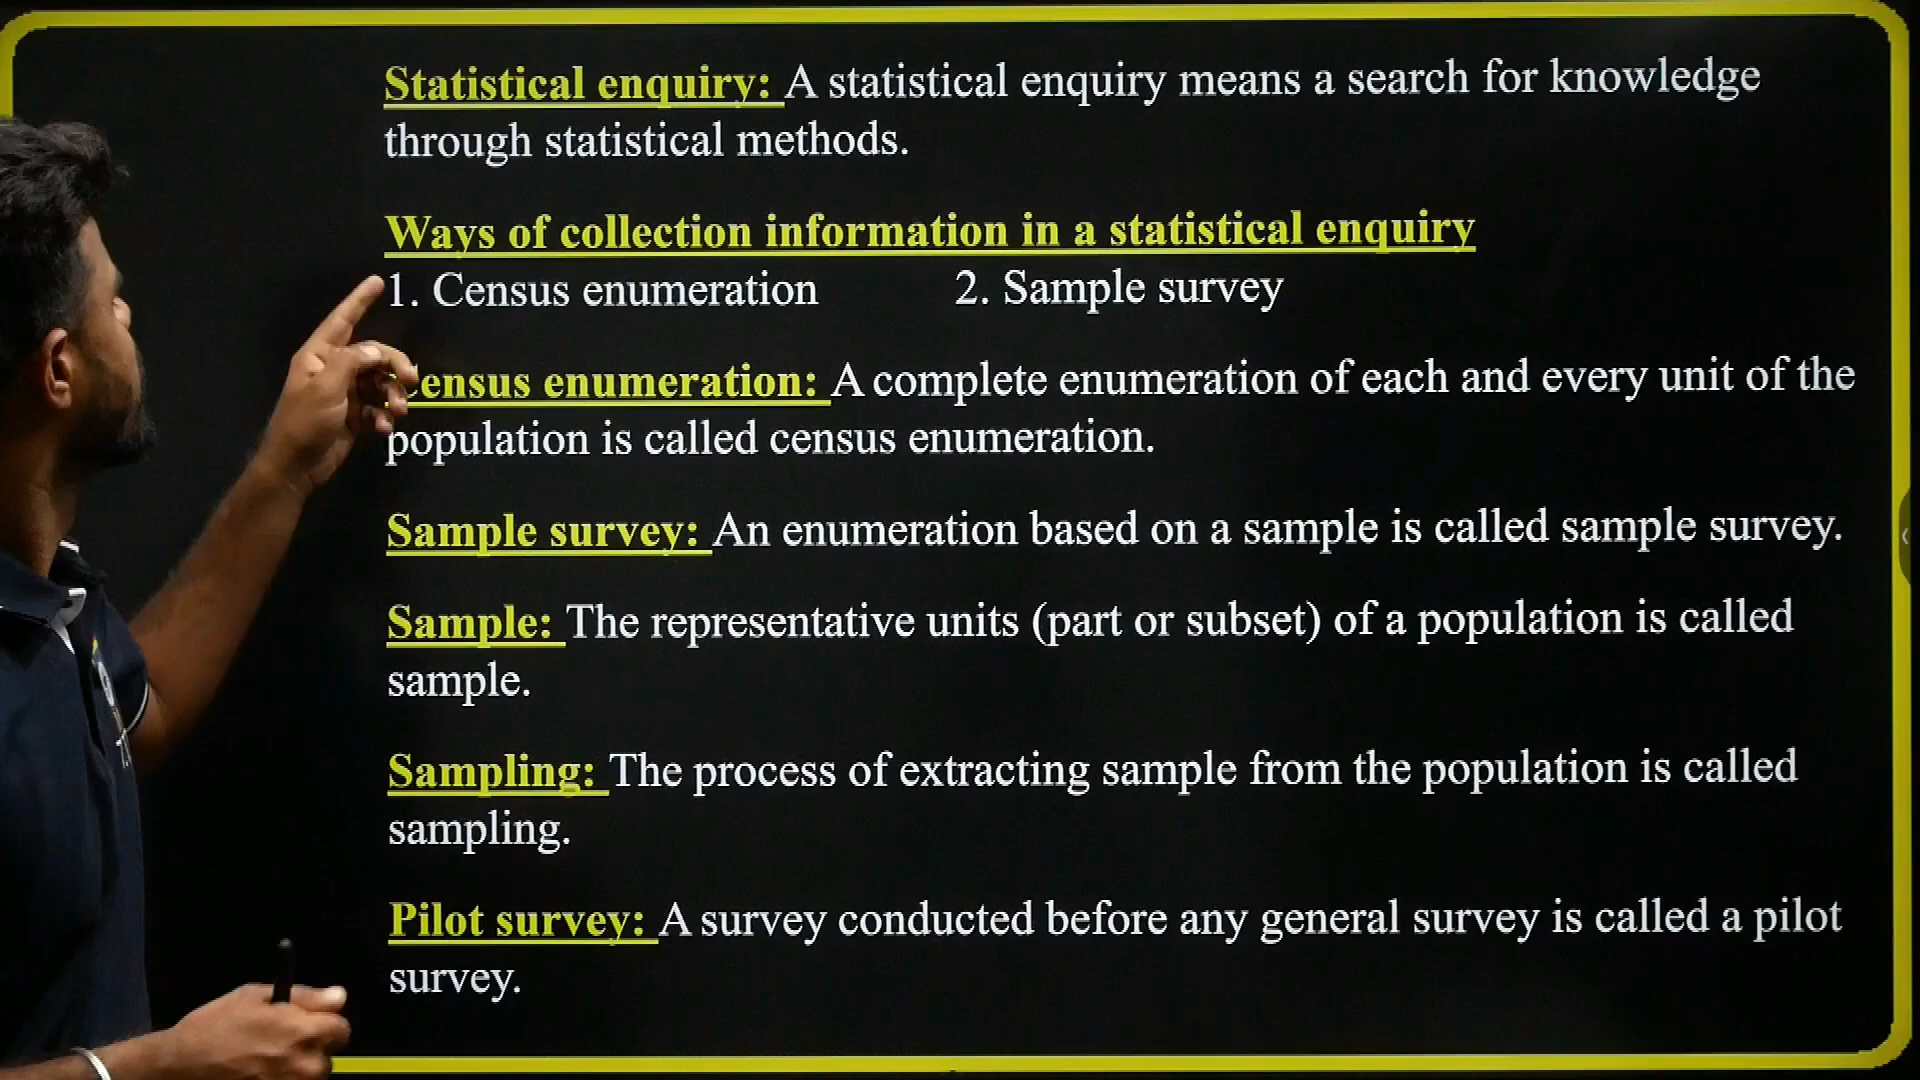 Statistical enquiry: A statistical enquiry means a search for knowledge
through statistical methods.
Ways of collection information in a statistical enquiry
1. Census enumeration 2. Sample survey
Census enumeration: A complete enumeration of each and every unit of the
population is called census enumeration.
Sample survey: An enumeration based on a sample is called sample survey.
Sample: The representative units (part or subset) of a population is called
sample.
Sampling: The process of extracting sample from the population is called
sampling.
Pilot survey: A survey conducted before any general survey is called a pilot
survey.